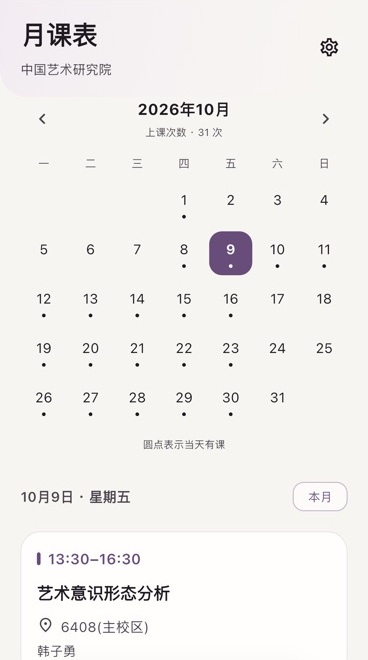 月课表
中国艺术研究院
2026年10月
上课次数 · 31 次
一 二 三 四 五 六 日
1 2 3 4
5 6 7 8 9 10 11
12 13 14 15 16 17 18
19 20 21 22 23 24 25
26 27 28 29 30 31
圆点表示当天有课
10月9日 · 星期五
本月
13:30–16:30
艺术意识形态分析
6408(主校区)
韩子勇